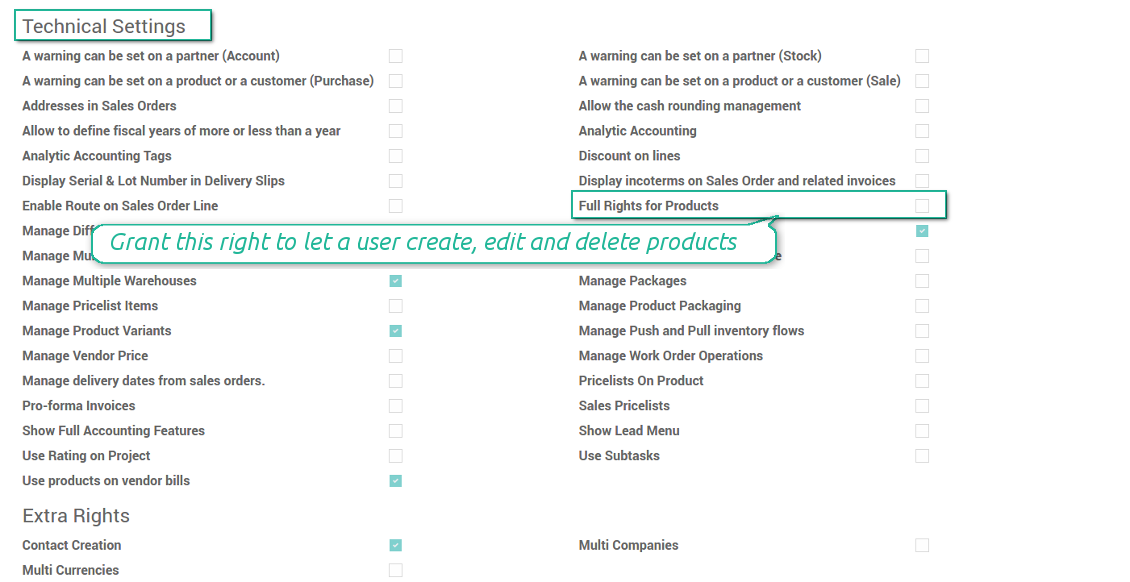 Technical Settings
A warning can be set on a partner (Account)
A warning can be set on a partner (Stock)
A warning can be set on a product or a customer (Purchase)
A warning can be set on a product or a customer (Sale)
Addresses in Sales Orders
Allow the cash rounding management
Allow to define fiscal years of more or less than a year
Analytic Accounting
Analytic Accounting Tags
Discount on lines
Display Serial & Lot Number in Delivery Slips
Display incoterms on Sales Order and related invoices
Enable Route on Sales Order Line
Full Rights for Products
Manage
Grant this right to let a user create, edit and delete products
Manage
Manage Multiple Warehouses
Manage Packages
Manage Pricelist Items
Manage Product Packaging
Manage Product Variants
Manage Push and Pull inventory flows
Manage Vendor Price
Manage Work Order Operations
Manage delivery dates from sales orders.
Pricelists On Product
Pro-forma Invoices
Sales Pricelists
Show Full Accounting Features
Show Lead Menu
Use Rating on Project
Use Subtasks
Use products on vendor bills
Extra Rights
Contact Creation
Multi Companies
Multi Currencies